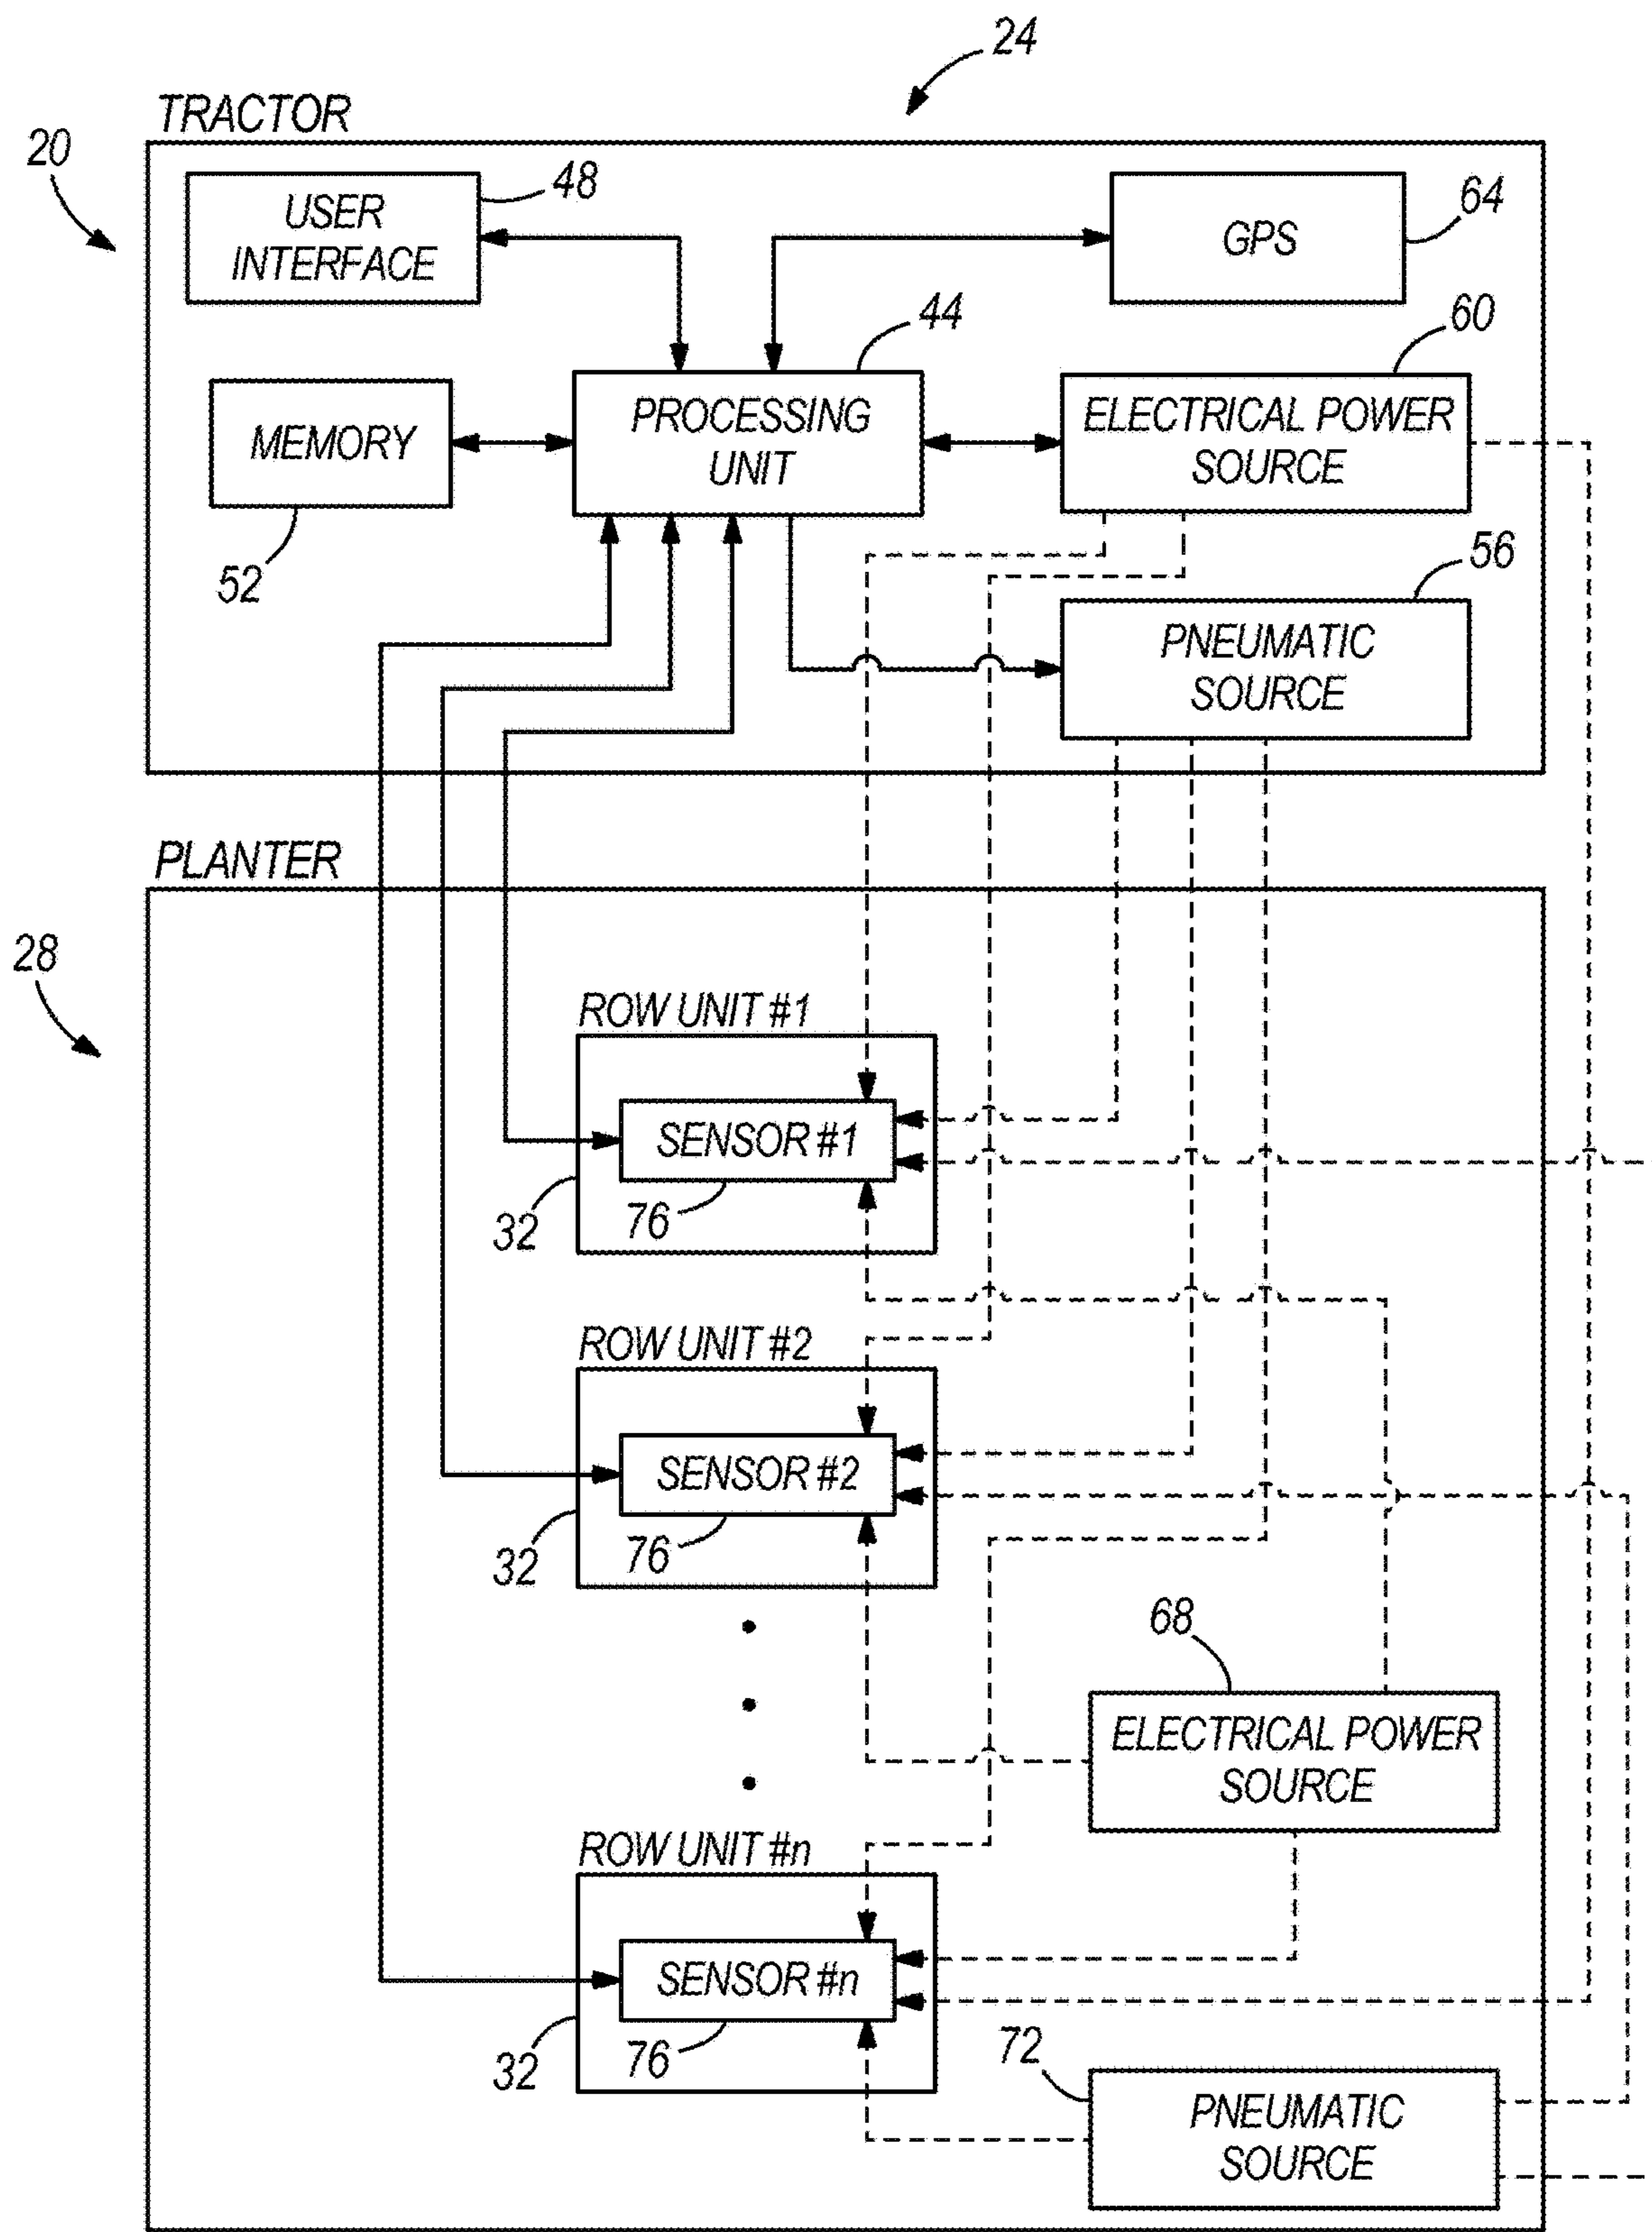 24
TRACTOR
20
USER
INTERFACE
48
GPS
64
44
60
MEMORY
52
PROCESSING
UNIT
ELECTRICAL POWER
SOURCE
56
PNEUMATIC
SOURCE
PLANTER
28
ROW UNIT #1
SENSOR #1
32
76
ROW UNIT #2
SENSOR #2
32
76
68
ELECTRICAL POWER
SOURCE
ROW UNIT #n
SENSOR #n
32
76
72
PNEUMATIC
SOURCE